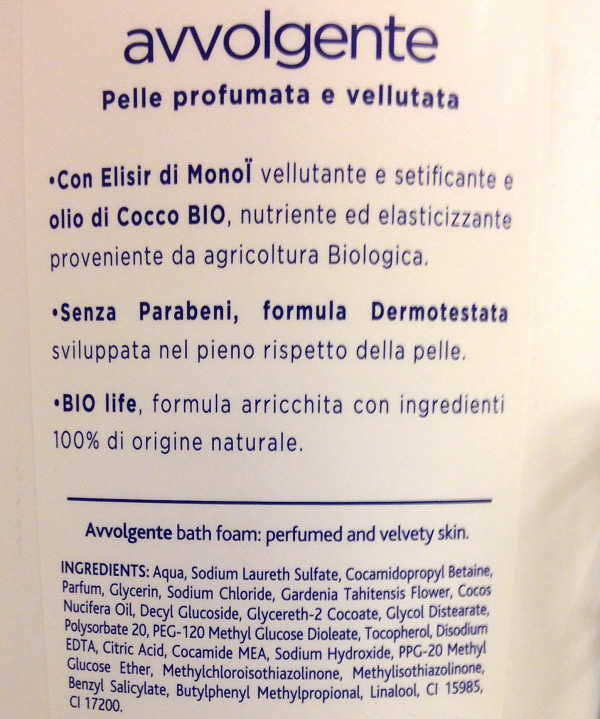 avvolgente
Pelle profumata e vellutata
•Con Elisir di MonoÏ vellutante e setificante e
olio di Cocco BIO, nutriente ed elasticizzante
proveniente da agricoltura Biologica.
•Senza Parabeni, formula Dermotestata
sviluppata nel pieno rispetto della pelle.
•BIO life, formula arricchita con ingredienti
100% di origine naturale.
Avvolgente bath foam: perfumed and velvety skin.
INGREDIENTS: Aqua, Sodium Laureth Sulfate, Cocamidopropyl Betaine,
Parfum, Glycerin, Sodium Chloride, Gardenia Tahitensis Flower, Cocos
Nucifera Oil, Decyl Glucoside, Glycereth-2 Cocoate, Glycol Distearate,
Polysorbate 20, PEG-120 Methyl Glucose Dioleate, Tocopherol, Disodium
EDTA, Citric Acid, Cocamide MEA, Sodium Hydroxide, PPG-20 Methyl
Glucose Ether, Methylchloroisothiazolinone, Methylisothiazolinone,
Benzyl Salicylate, Butylphenyl Methylpropional, Linalool, CI 15985,
CI 17200.